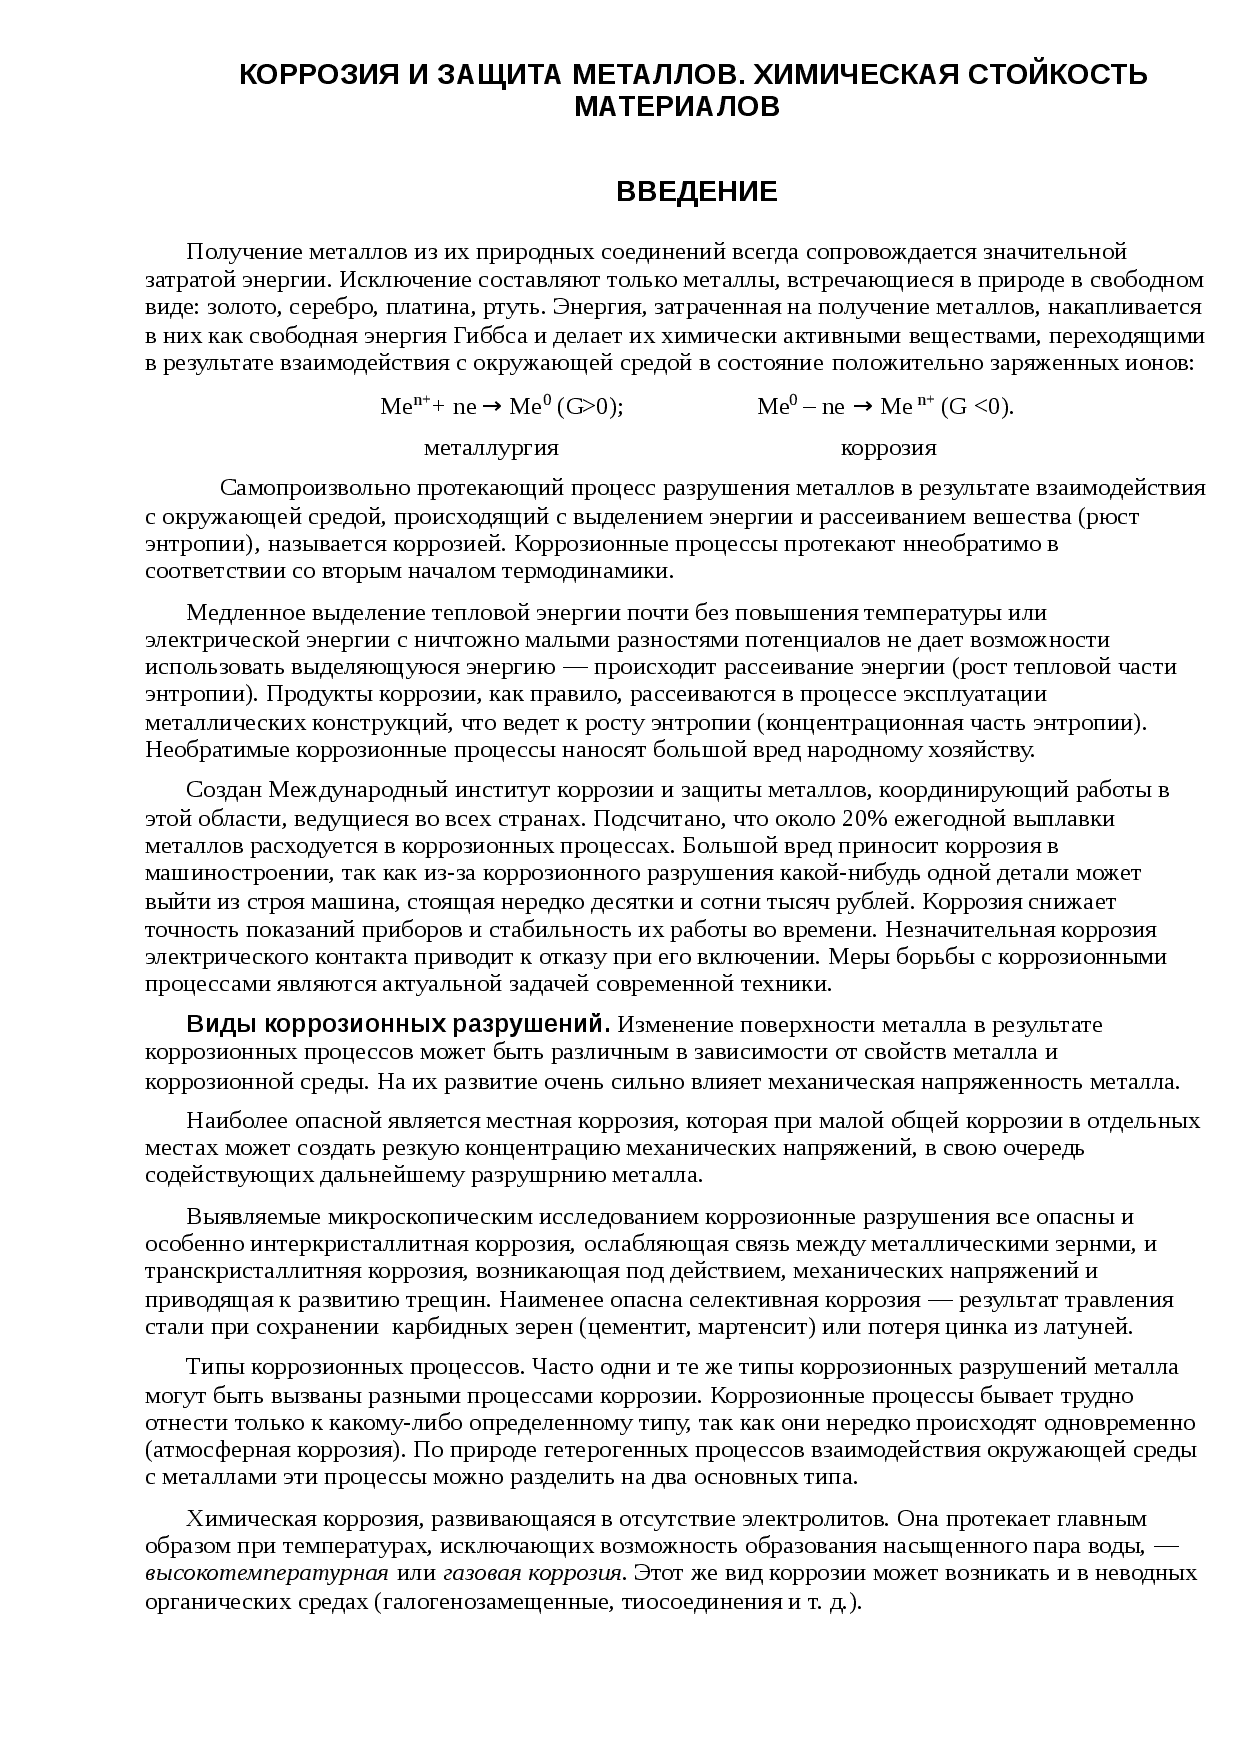 КОРРОЗИЯ И ЗАЩИТА МЕТАЛЛОВ. ХИМИЧЕСКАЯ СТОЙКОСТЬ
МАТЕРИАЛОВ
ВВЕДЕНИЕ
Получение металлов из их природных соединений всегда сопровождается значительной
затратой энергии. Исключение составляют только металлы, встречающиеся в природе в свободном
виде: золото, серебро, платина, ртуть. Энергия, затраченная на получение металлов, накапливается
в них как свободная энергия Гиббса и делает их химически активными веществами, переходящими
в результате взаимодействия с окружающей средой в состояние положительно заряженных ионов:
Meⁿ⁺+ ne → Me⁰ (G>0); Me⁰ – ne → Me ⁿ⁺ (G <0).
металлургия коррозия
Самопроизвольно протекающий процесс разрушения металлов в результате взаимодействия
с окружающей средой, происходящий с выделением энергии и рассеиванием вешества (рюст
энтропии), называется коррозией. Коррозионные процессы протекают ннеобратимо в
соответствии со вторым началом термодинамики.
Медленное выделение тепловой энергии почти без повышения температуры или
электрической энергии с ничтожно малыми разностями потенциалов не дает возможности
использовать выделяющуюся энергию — происходит рассеивание энергии (рост тепловой части
энтропии). Продукты коррозии, как правило, рассеиваются в процессе эксплуатации
металлических конструкций, что ведет к росту энтропии (концентрационная часть энтропии).
Необратимые коррозионные процессы наносят большой вред народному хозяйству.
Создан Международный институт коррозии и защиты металлов, координирующий работы в
этой области, ведущиеся во всех странах. Подсчитано, что около 20% ежегодной выплавки
металлов расходуется в коррозионных процессах. Большой вред приносит коррозия в
машиностроении, так как из-за коррозионного разрушения какой-нибудь одной детали может
выйти из строя машина, стоящая нередко десятки и сотни тысяч рублей. Коррозия снижает
точность показаний приборов и стабильность их работы во времени. Незначительная коррозия
электрического контакта приводит к отказу при его включении. Меры борьбы с коррозионными
процессами являются актуальной задачей современной техники.
Виды коррозионных разрушений. Изменение поверхности металла в результате
коррозионных процессов может быть различным в зависимости от свойств металла и
коррозионной среды. На их развитие очень сильно влияет механическая напряженность металла.
Наиболее опасной является местная коррозия, которая при малой общей коррозии в отдельных
местах может создать резкую концентрацию механических напряжений, в свою очередь
содействующих дальнейшему разрушрнию металла.
Выявляемые микроскопическим исследованием коррозионные разрушения все опасны и
особенно интеркристаллитная коррозия, ослабляющая связь между металлическими зернми, и
транскристаллитняя коррозия, возникающая под действием, механических напряжений и
приводящая к развитию трещин. Наименее опасна селективная коррозия — результат травления
стали при сохранении карбидных зерен (цементит, мартенсит) или потеря цинка из латуней.
Типы коррозионных процессов. Часто одни и те же типы коррозионных разрушений металла
могут быть вызваны разными процессами коррозии. Коррозионные процессы бывает трудно
отнести только к какому-либо определенному типу, так как они нередко происходят одновременно
(атмосферная коррозия). По природе гетерогенных процессов взаимодействия окружающей среды
с металлами эти процессы можно разделить на два основных типа.
Химическая коррозия, развивающаяся в отсутствие электролитов. Она протекает главным
образом при температурах, исключающих возможность образования насыщенного пара воды, —
высокотемпературная или газовая коррозия. Этот же вид коррозии может возникать и в неводных
органических средах (галогенозамещенные, тиосоединения и т. д.).